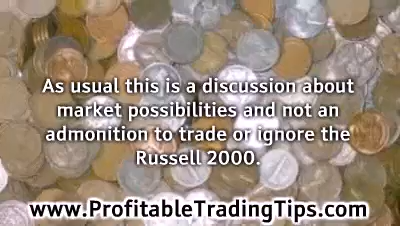 As usual this is a discussion about
market possibilities and not an
admonition to trade or ignore the
Russell 2000.
www.ProfitableTradingTips.com